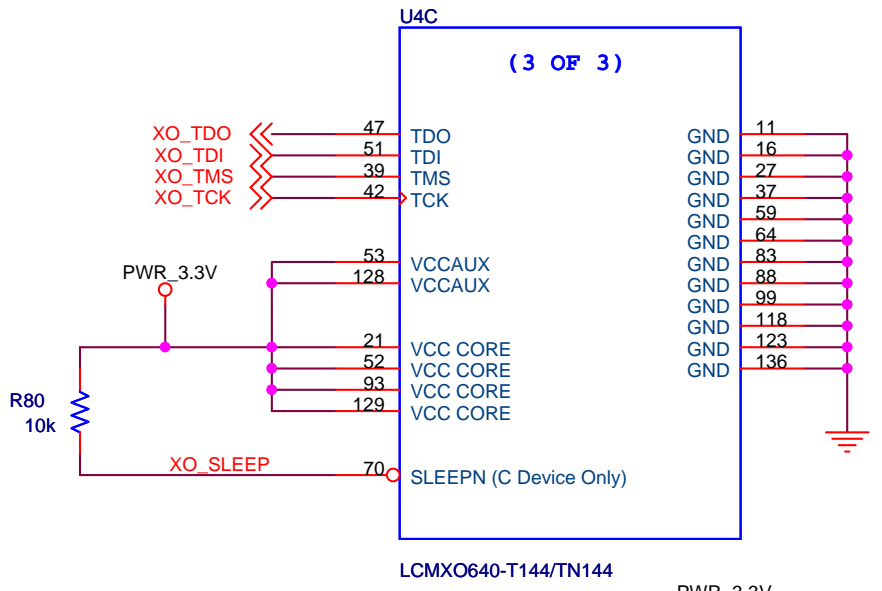 U4C
(3 OF 3)
XO_TDO 47 TDO GND 11
XO_TDI 51 TDI GND 16
XO_TMS 39 TMS GND 27
XO_TCK 42 TCK GND 37
GND 59
GND 64
53 VCCAUX GND 83
PWR_3.3V 128 VCCAUX GND 88
GND 99
GND 118
21 VCC CORE GND 123
52 VCC CORE GND 136
93 VCC CORE
R80 129 VCC CORE
10k
XO_SLEEP 70 SLEEPN (C Device Only)
LCMXO640-T144/TN144
PWR_3.3V